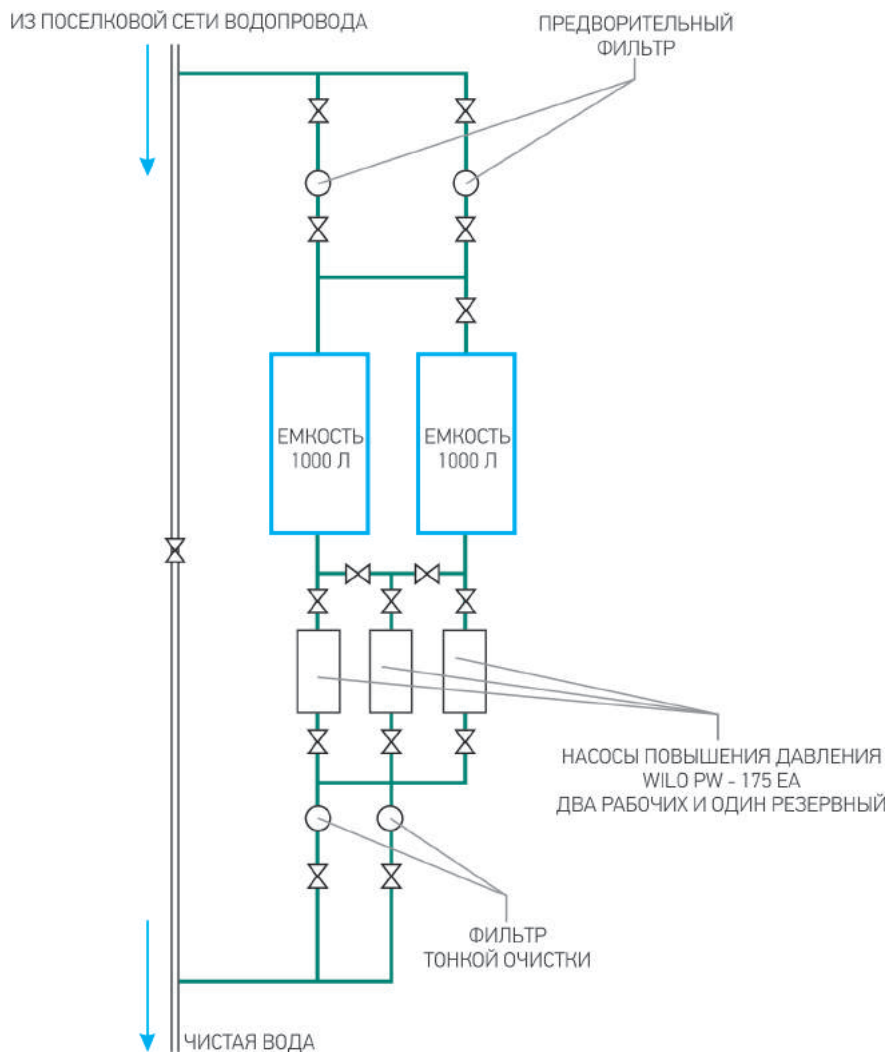 ИЗ ПОСЕЛКОВОЙ СЕТИ ВОДОПРОВОДА
ПРЕДВОРИТЕЛЬНЫЙ
ФИЛЬТР
ЕМКОСТЬ
1000 Л
ЕМКОСТЬ
1000 Л
НАСОСЫ ПОВЫШЕНИЯ ДАВЛЕНИЯ
WILO PW - 175 EA
ДВА РАБОЧИХ И ОДИН РЕЗЕРВНЫЙ
ФИЛЬТР
ТОНКОЙ ОЧИСТКИ
ЧИСТАЯ ВОДА